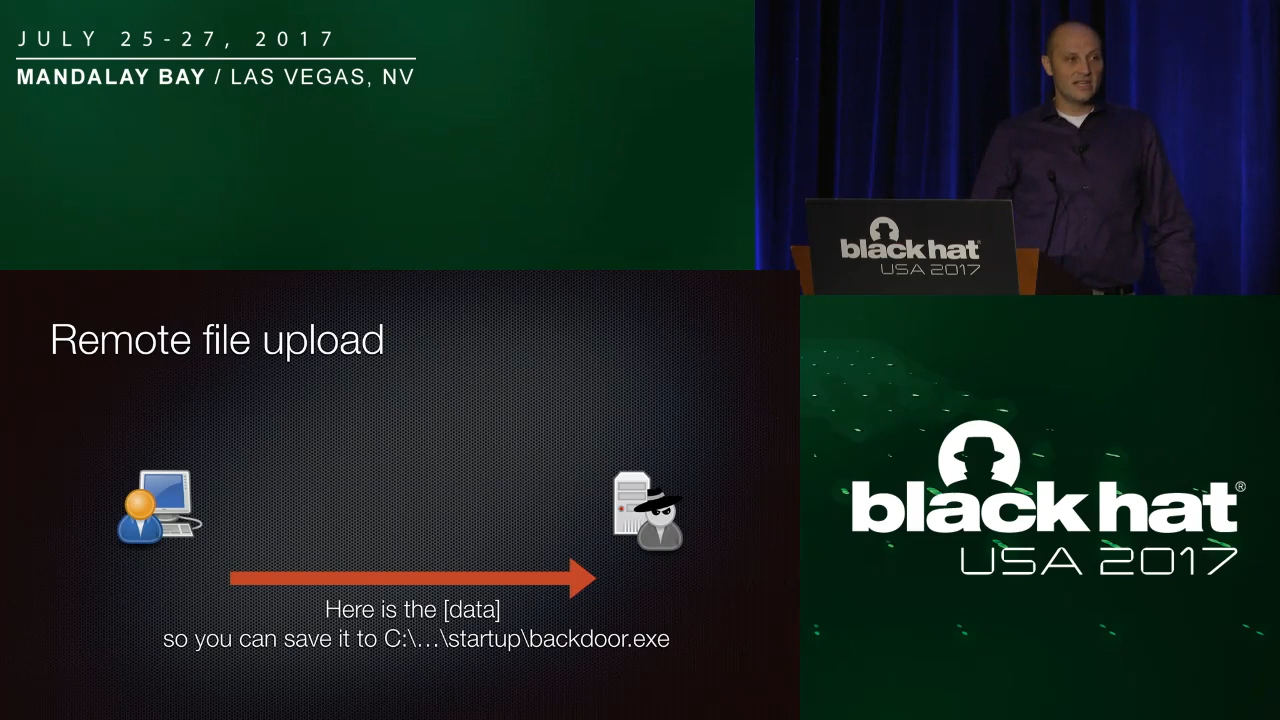 JULY 25-27, 2017
MANDALAY BAY / LAS VEGAS, NV
black hat
USA 2017
Remote file upload
Here is the [data]
so you can save it to C:\...\startup\backdoor.exe
black hat®
USA 2017